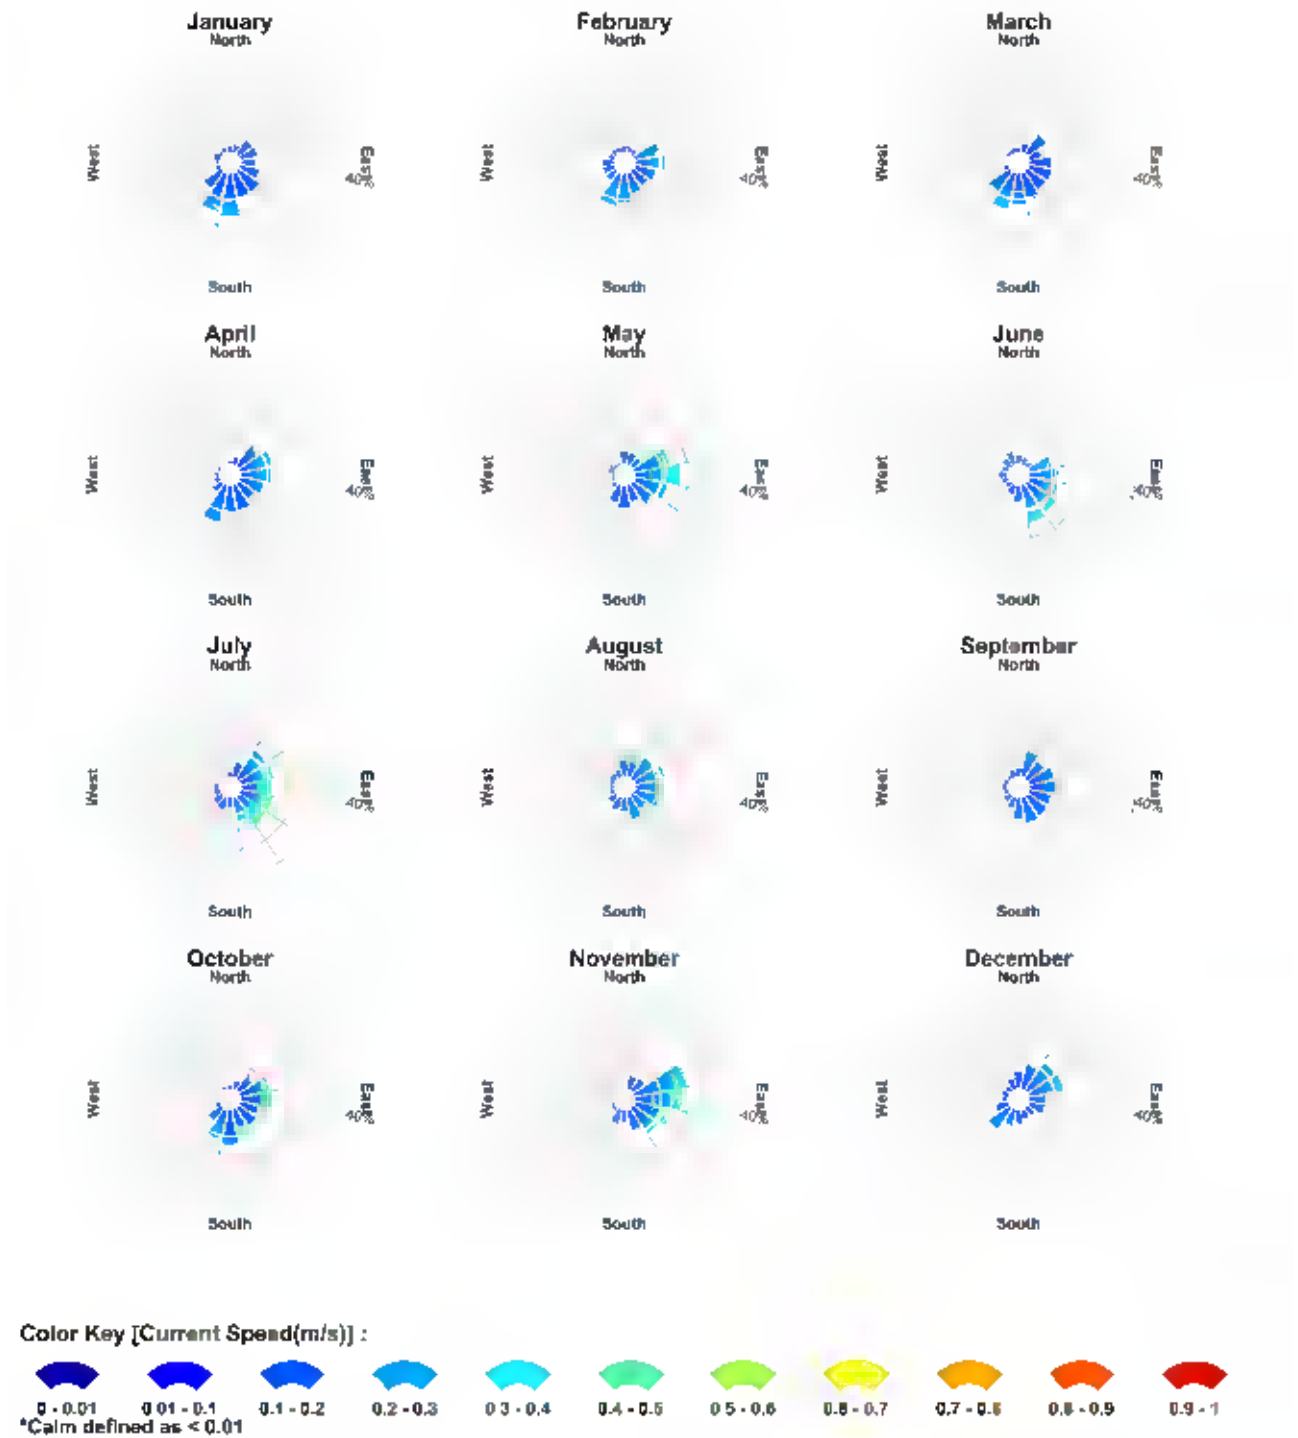 January February March
North North North
West East West East West East
40% 40% 40%
South South South
April May June
North North North
West East West East West East
40% 40% 40%
South South South
July August September
North North North
West East West East West East
40% 40% 40%
South South South
October November December
North North North
West East West East West East
40% 40% 40%
South South South
Color Key [Current Speed(m/s)] :
0 - 0.01 0.01 - 0.1 0.1 - 0.2 0.2 - 0.3 0.3 - 0.4 0.4 - 0.5 0.5 - 0.6 0.6 - 0.7 0.7 - 0.8 0.8 - 0.9 0.9 - 1
*Calm defined as < 0.01